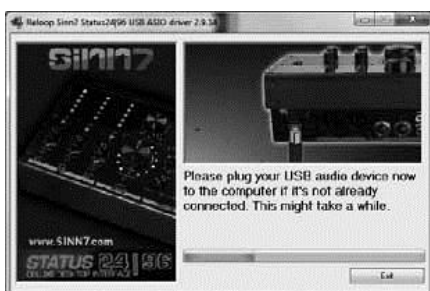 Reloop Sinn7 Status24|96 USB ASIO driver 2.9.14
SINN7
Please plug your USB audio device now
to the computer if it's not already
connected. This might take a while.
www.SINN7.com
STATUS 24|96
Exit